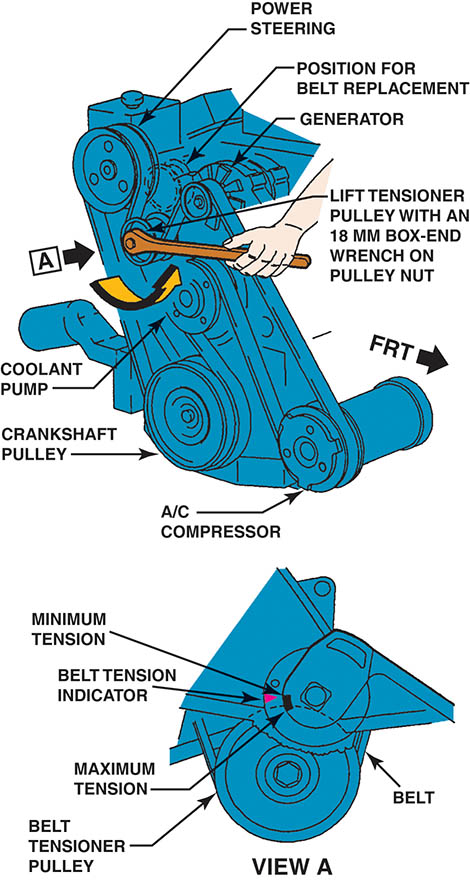 POWER
STEERING
POSITION FOR
BELT REPLACEMENT
GENERATOR
LIFT TENSIONER
PULLEY WITH AN
18 MM BOX-END
WRENCH ON
PULLEY NUT
A
FRT
COOLANT
PUMP
CRANKSHAFT
PULLEY
A/C
COMPRESSOR
MINIMUM
TENSION
BELT TENSION
INDICATOR
MAXIMUM
TENSION
BELT
BELT
TENSIONER
PULLEY
VIEW A